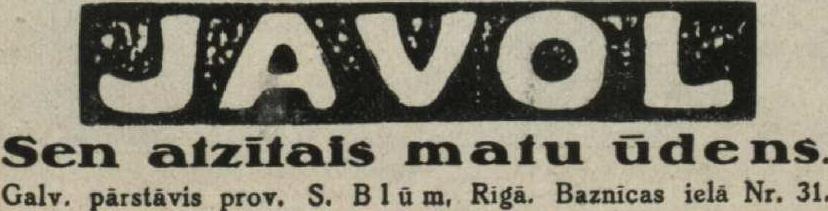 JAVOL
Sen atzītais matu ūdens.
Galv. pārstāvis prov. S. Blūm, Rīgā. Baznīcas ielā Nr. 31.